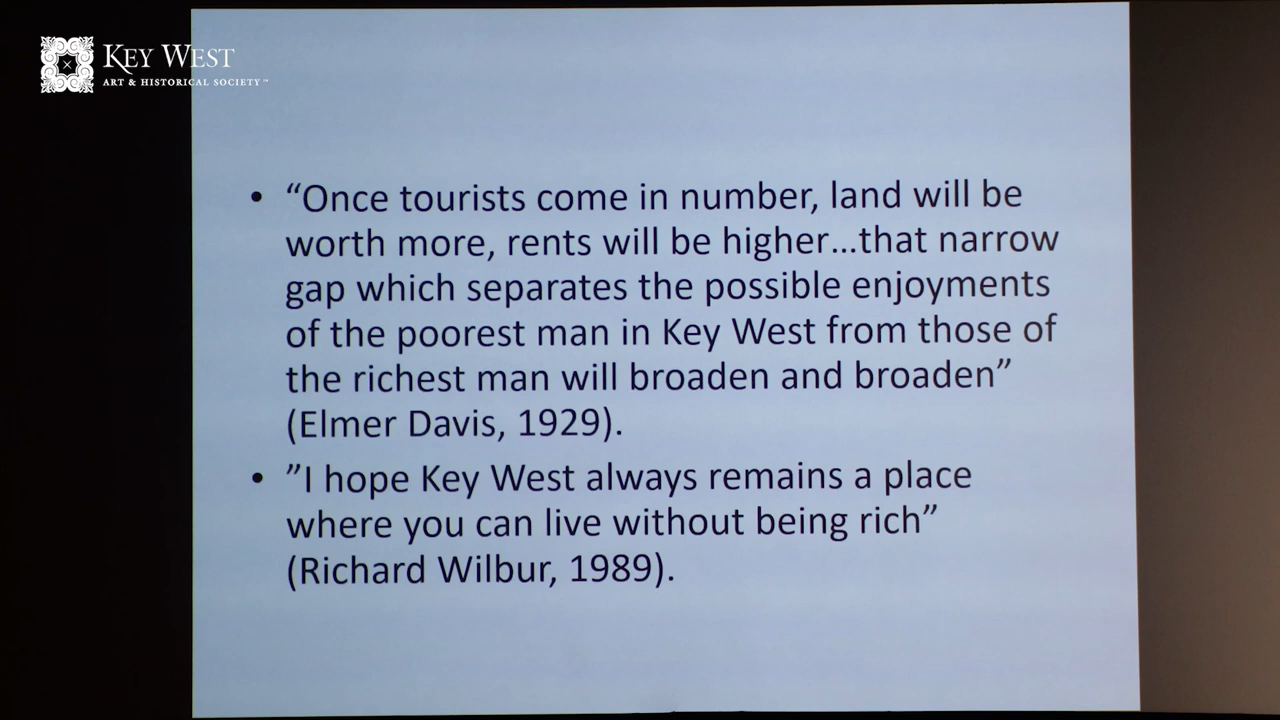 KEY WEST
ART & HISTORICAL SOCIETY™
• “Once tourists come in number, land will be
worth more, rents will be higher…that narrow
gap which separates the possible enjoyments
of the poorest man in Key West from those of
the richest man will broaden and broaden”
(Elmer Davis, 1929).
• ”I hope Key West always remains a place
where you can live without being rich”
(Richard Wilbur, 1989).